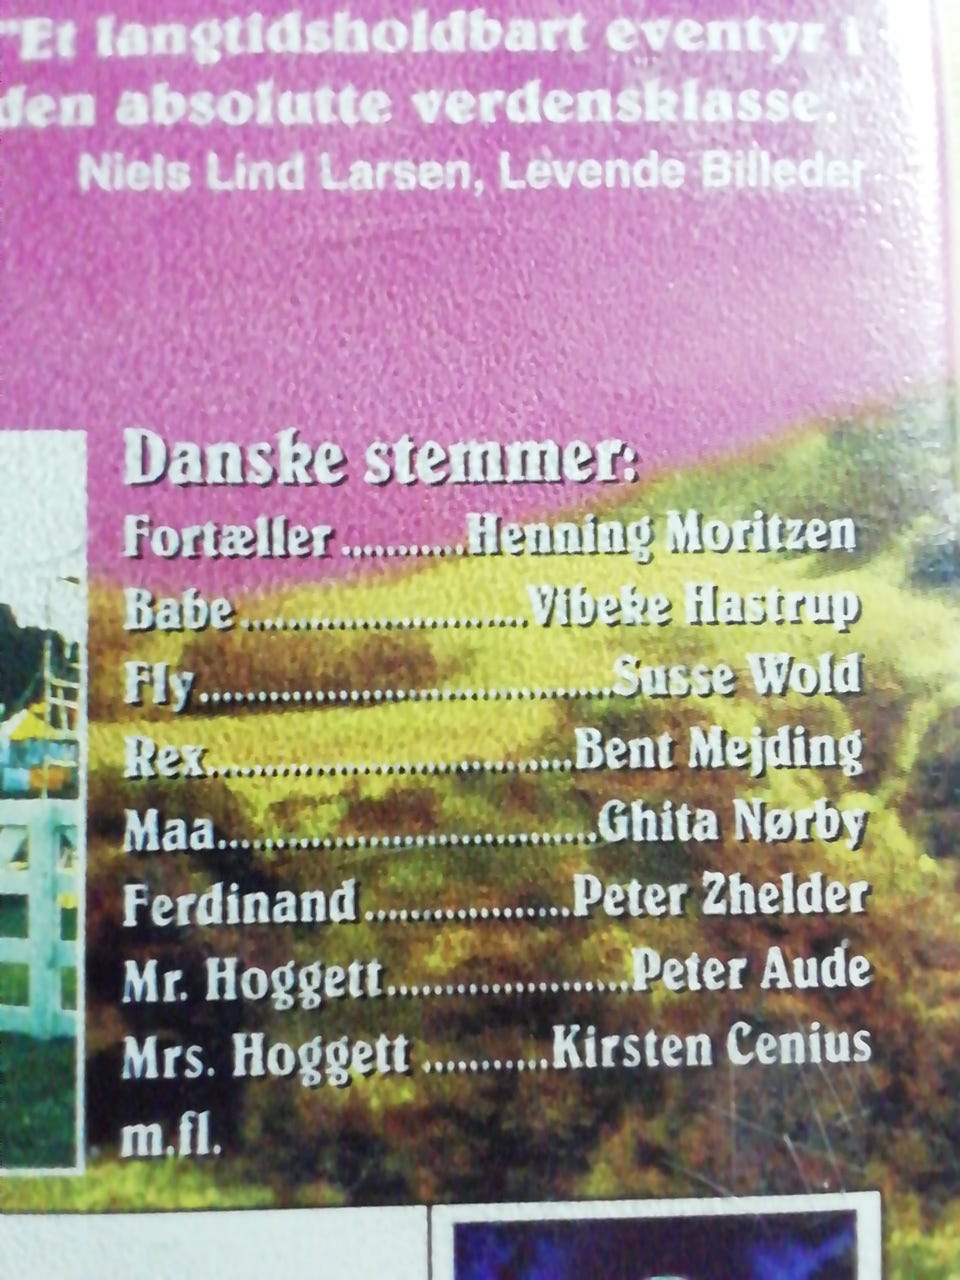 "Et langtidsholdbart eventyr i
den absolutte verdensklasse."
Niels Lind Larsen, Levende Billeder
Danske stemmer:
Fortæller ...........Henning Moritzen
Babe..........................Vibeke Hastrup
Fly.....................................Susse Wold
Rex................................Bent Mejding
Maa..................................Ghita Nørby
Ferdinand ..................Peter Zhelder
Mr. Hoggett......................Peter Aude
Mrs. Hoggett ...........Kirsten Cenius
m.fl.